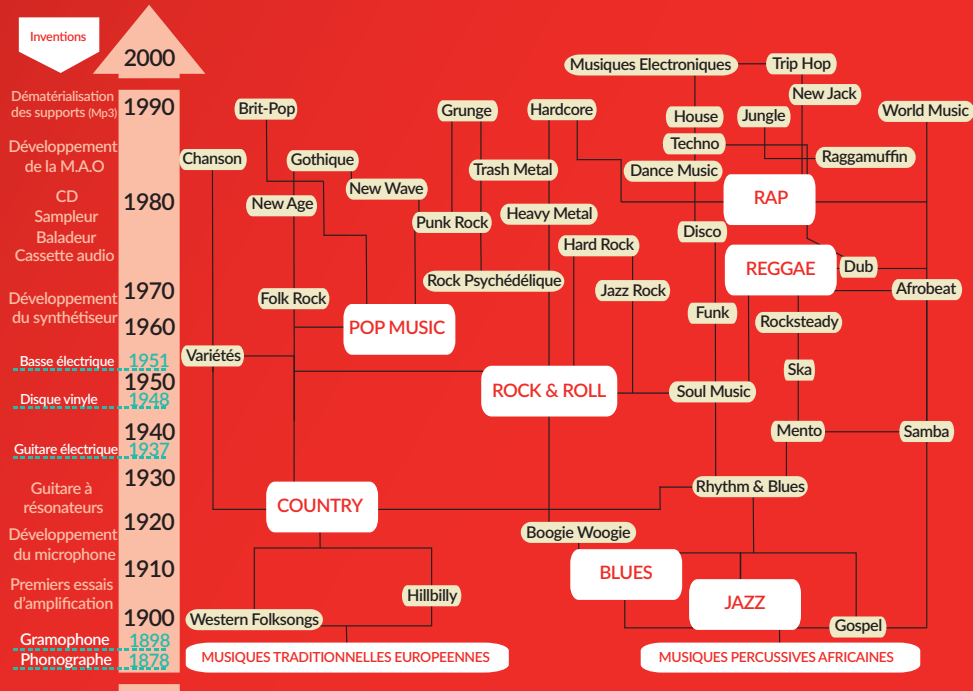 Inventions
2000
Musiques Electroniques
Trip Hop
Dématérialisation
des supports (Mp3)
1990
Brit-Pop
Grunge
Hardcore
New Jack
House
Jungle
World Music
Développement
de la M.A.O
Chanson
Gothique
Techno
Raggamuffin
New Wave
Trash Metal
Dance Music
CD
Sampleur
Baladeur
Cassette audio
1980
New Age
Punk Rock
Heavy Metal
RAP
Disco
Hard Rock
1970
Rock Psychédélique
Jazz Rock
REGGAE
Dub
Afrobeat
Développement
du synthétiseur
Folk Rock
1960
POP MUSIC
Funk
Rocksteady
Basse électrique
1951
Variétés
Ska
1950
Disque vinyle
1948
ROCK & ROLL
Soul Music
1940
Mento
Samba
Guitare électrique
1937
1930
Guitare à
résonateurs
COUNTRY
Rhythm & Blues
1920
Développement
du microphone
Boogie Woogie
1910
BLUES
Premiers essais
d'amplification
Hillbilly
JAZZ
1900
Western Folksongs
Gospel
Gramophone
1898
Phonographe
1878
MUSIQUES TRADITIONNELLES EUROPEENNES
MUSIQUES PERCUSSIVES AFRICAINES